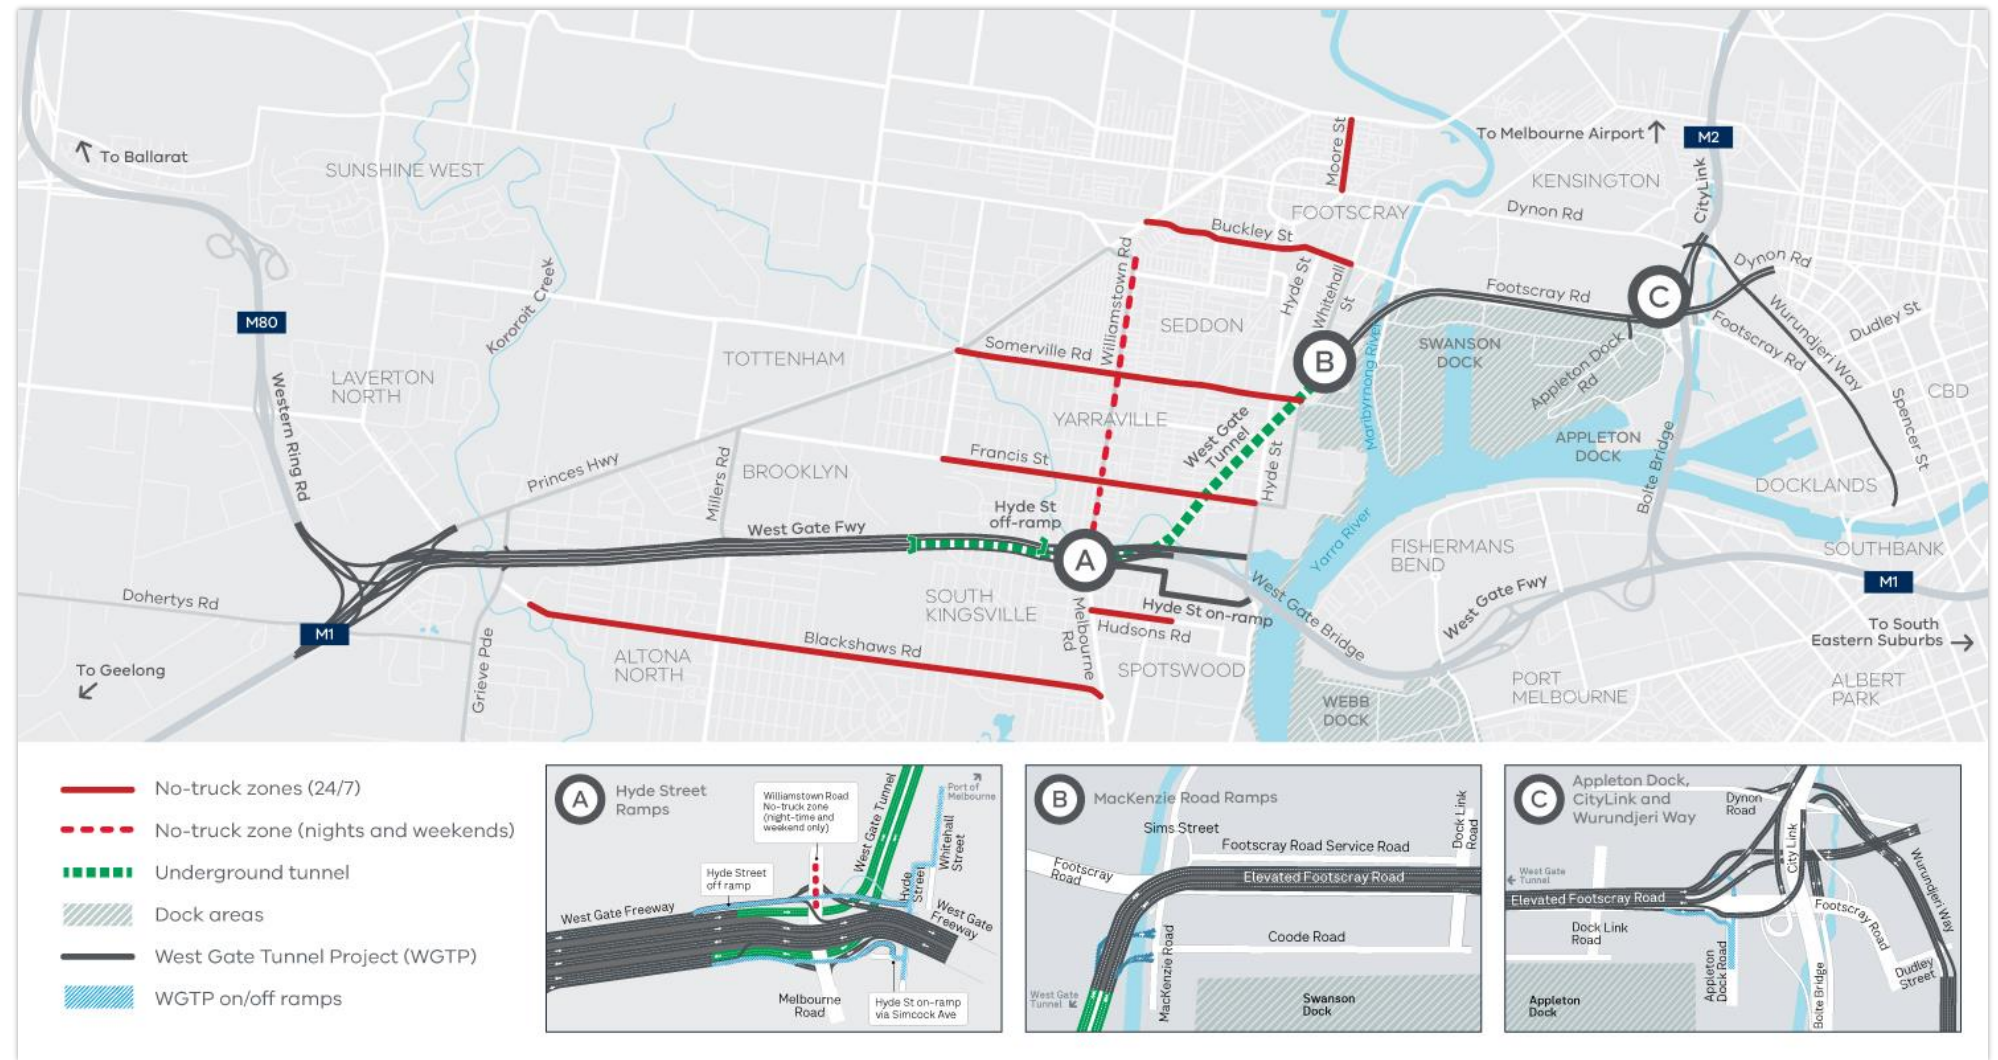 To Ballarat
SUNSHINE WEST
Moore St
To Melbourne Airport
M2
KENSINGTON
CityLink
FOOTSCRAY
Dynon Rd
Buckley St
Williamstown Rd
Hyde St
Whitehall
St
Footscray Rd
C
Dynon Rd
Wurundjeri Way
Dudley St
Footscray Rd
Kororoit Creek
M80
SEDDON
Somerville Rd
TOTTENHAM
B
Maribyrnong River
SWANSON
DOCK
Appleton Dock
Rd
Spencer St
CBD
LAVERTON
NORTH
Western Ring Rd
YARRAVILLE
West Gate
Tunnel
APPLETON
DOCK
Bolte Bridge
Francis St
Hyde St
Princes Hwy
Millers Rd
BROOKLYN
DOCKLANDS
Hyde St
off-ramp
West Gate Fwy
A
Yarra River
FISHERMANS
BEND
SOUTHBANK
M1
Dohertys Rd
M1
SOUTH
KINGSVILLE
Melbourne
Rd
Hyde St on-ramp
West Gate Bridge
West Gate Fwy
Hudsons Rd
To South
Eastern Suburbs
Blackshaws Rd
To Geelong
Grieve Pde
ALTONA
NORTH
SPOTSWOOD
PORT
MELBOURNE
ALBERT
PARK
WEBB
DOCK
No-truck zones (24/7)
No-truck zone (nights and weekends)
Underground tunnel
Dock areas
West Gate Tunnel Project (WGTP)
WGTP on/off ramps
A
Hyde Street
Ramps
Williamstown Road
No-truck zone
(night-time and
weekend only)
West Gate Tunnel
Port of
Melbourne
Whitehall
Street
Hyde
Street
Hyde Street
off ramp
West Gate Freeway
West Gate
Freeway
Melbourne
Road
Hyde St on-ramp
via Simcock Ave
B
MacKenzie Road Ramps
Sims Street
Footscray Road Service Road
Dock Link
Road
Footscray
Road
Elevated Footscray Road
Coode Road
MacKenzie Road
West Gate
Tunnel
Swanson
Dock
C
Appleton Dock,
CityLink and
Wurundjeri Way
Dynon
Road
City Link
West Gate
Tunnel
Elevated Footscray Road
Wurundjeri Way
Footscray Road
Dock Link
Road
Appleton
Dock Road
Dudley
Street
Bolte Bridge
Appleton
Dock